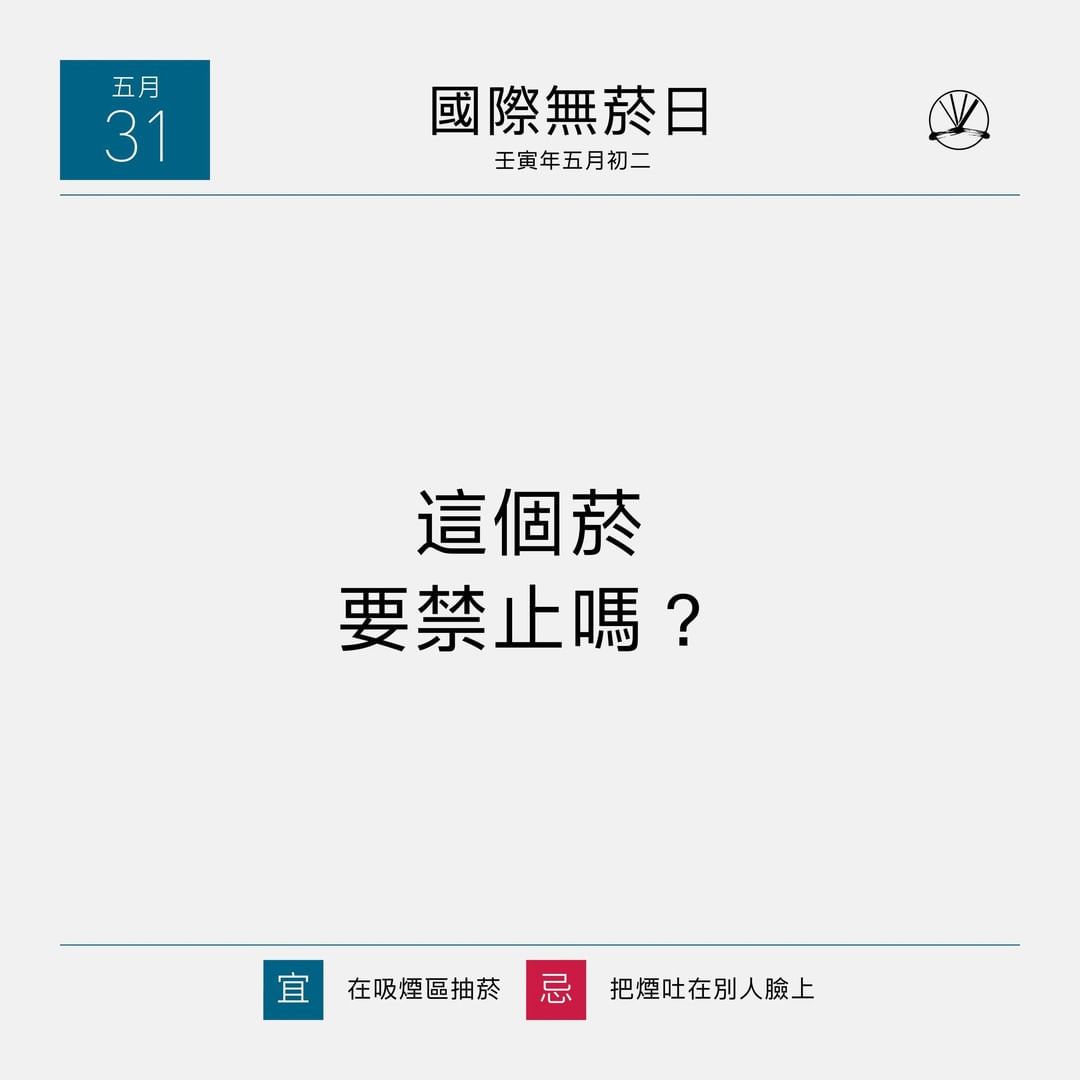 五月
31
國際無菸日
壬寅年五月初二
這個菸
要禁止嗎？
宜 在吸煙區抽菸 忌 把煙吐在別人臉上